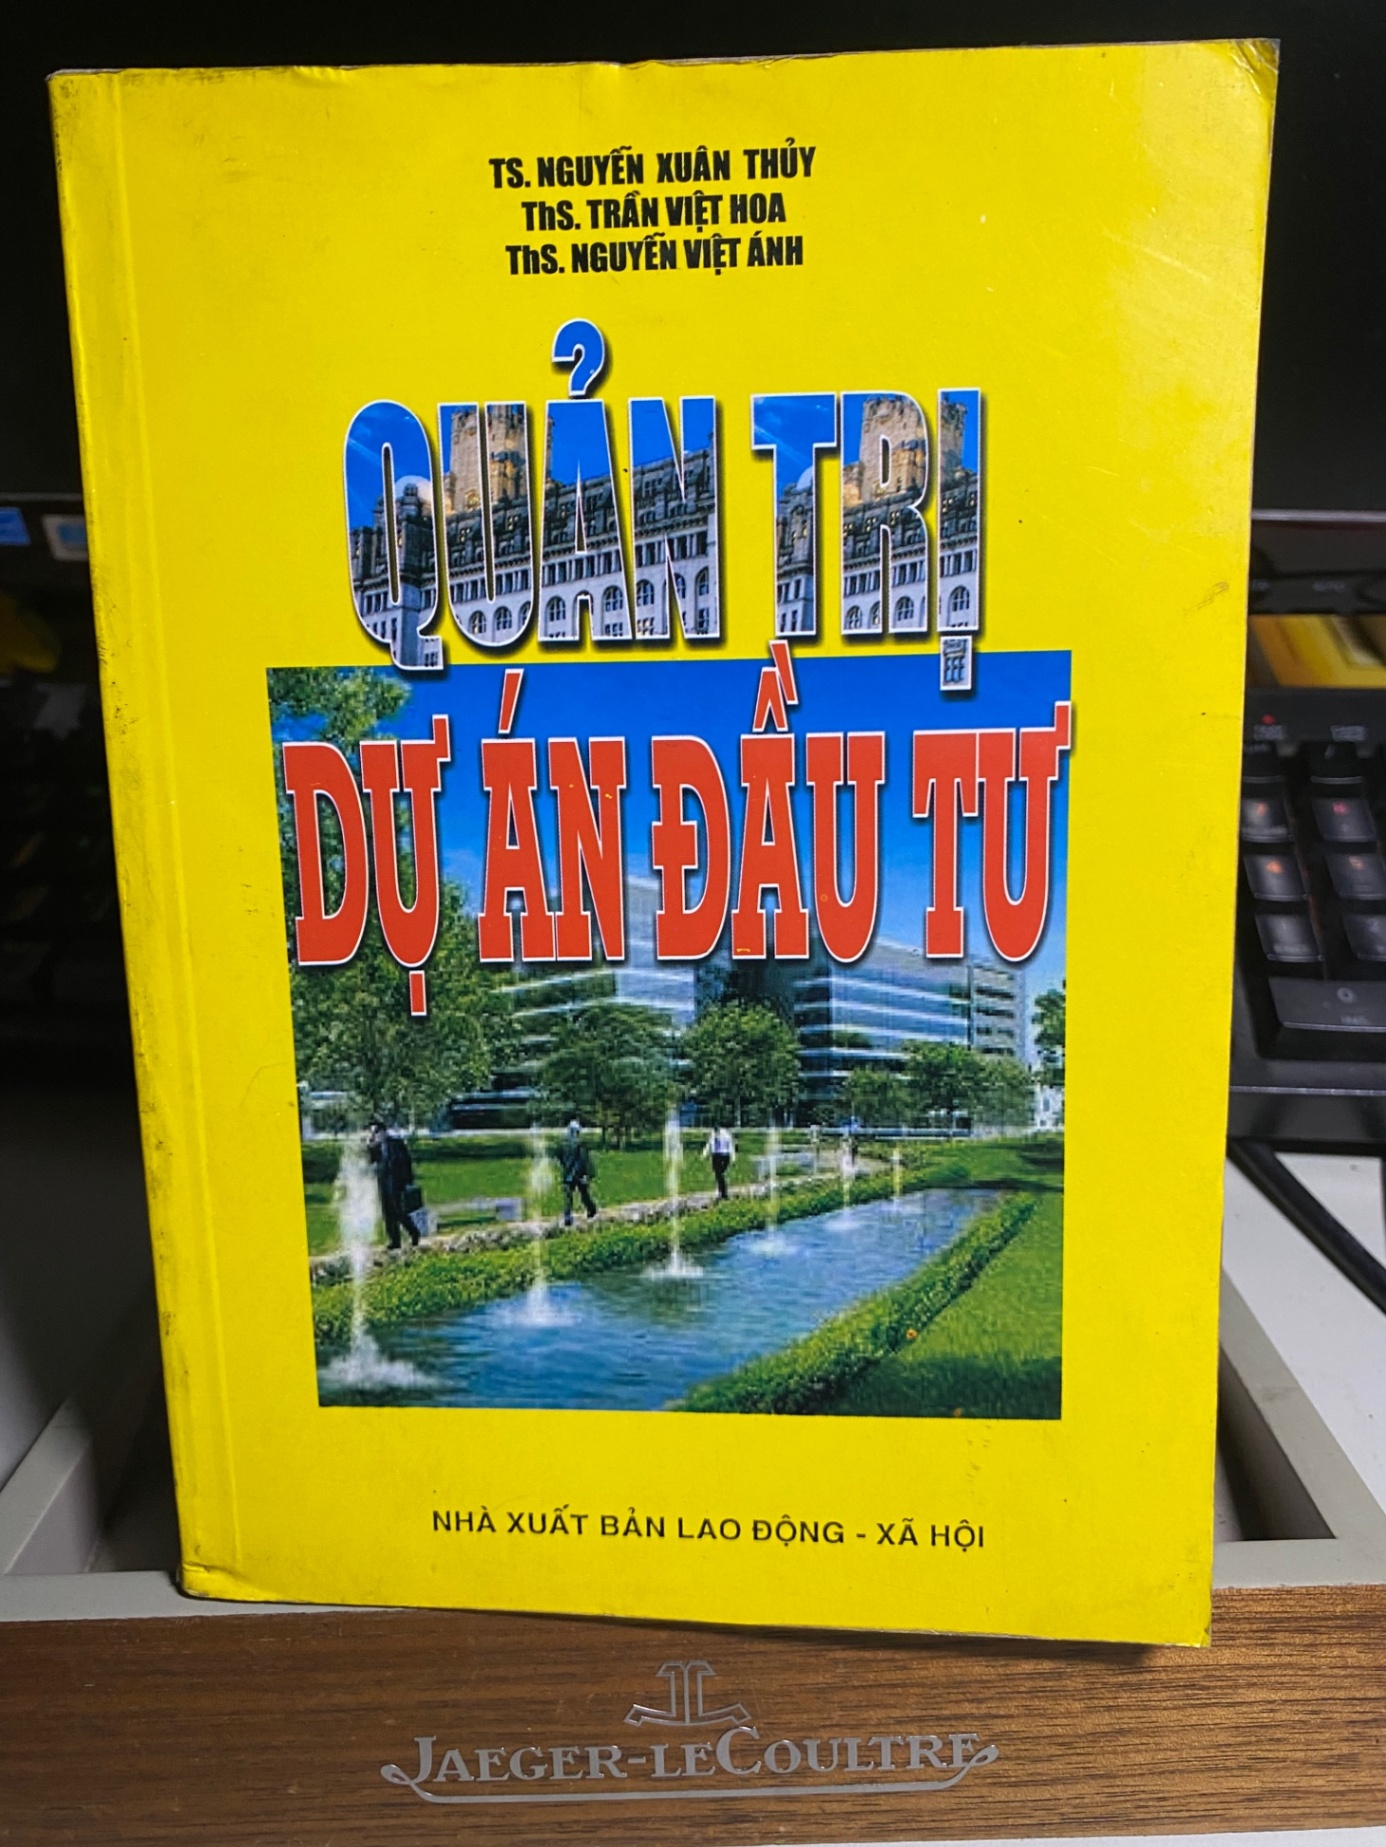 TS. NGUYỄN XUÂN THỦY
ThS. TRẦN VIỆT HOA
ThS. NGUYỄN VIỆT ÁNH
QUẢN TRỊ
DỰ ÁN ĐẦU TƯ
NHÀ XUẤT BẢN LAO ĐỘNG - XÃ HỘI
JAEGER-LECOULTRE